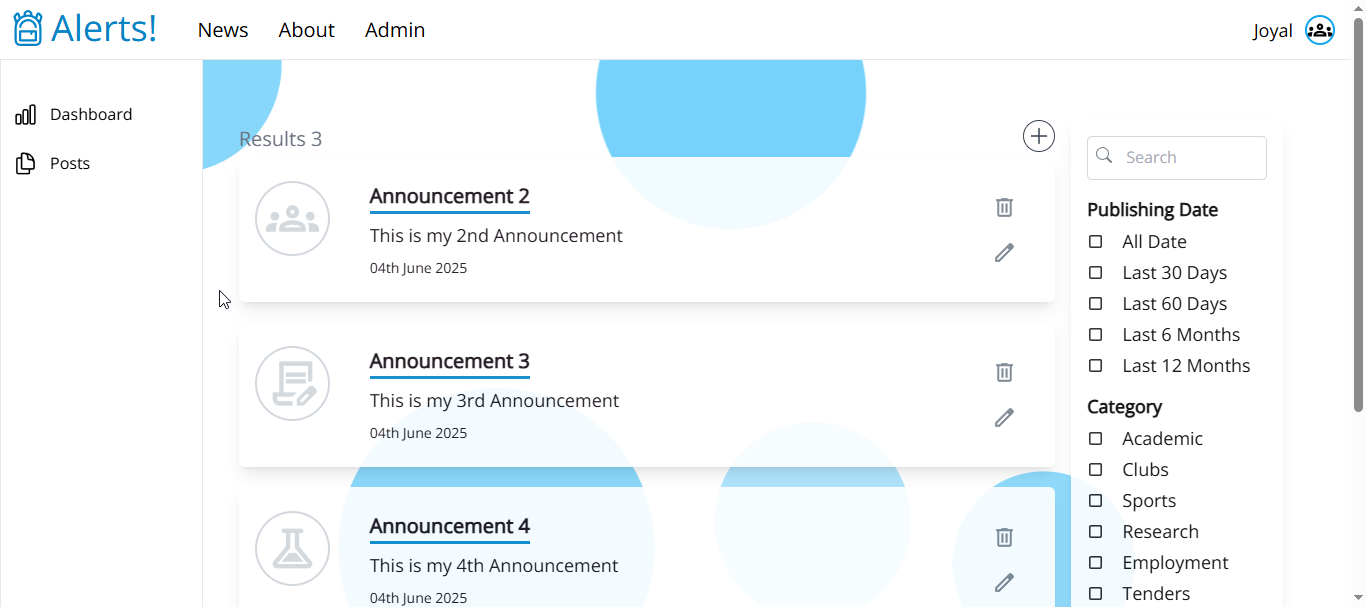 Alerts!
News
About
Admin
Joyal
Dashboard
Posts
Results 3
Announcement 2
This is my 2nd Announcement
04th June 2025
Announcement 3
This is my 3rd Announcement
04th June 2025
Announcement 4
This is my 4th Announcement
04th June 2025
Search
Publishing Date
All Date
Last 30 Days
Last 60 Days
Last 6 Months
Last 12 Months
Category
Academic
Clubs
Sports
Research
Employment
Tenders